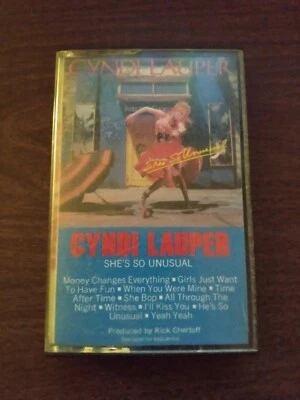 CYNDI LAUPER
She's So Unusual
CYNDI LAUPER
SHE'S SO UNUSUAL
Money Changes Everything ■ Girls Just Want
To Have Fun ■ When You Were Mine ■ Time
After Time ■ She Bop ■ All Through The
Night ■ Witness ■ I'll Kiss You ■ He's So
Unusual ■ Yeah Yeah
Produced by Rick Chertoff